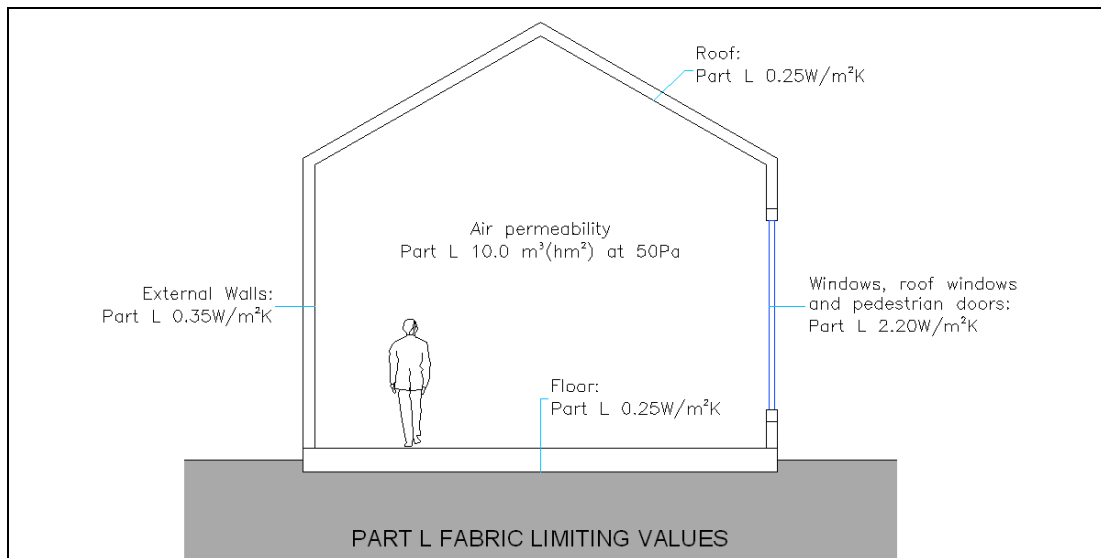 Roof:
Part L 0.25W/m²K
Air permeability
Part L 10.0 m³(hm²) at 50Pa
External Walls:
Part L 0.35W/m²K
Windows, roof windows
and pedestrian doors:
Part L 2.20W/m²K
Floor:
Part L 0.25W/m²K
PART L FABRIC LIMITING VALUES